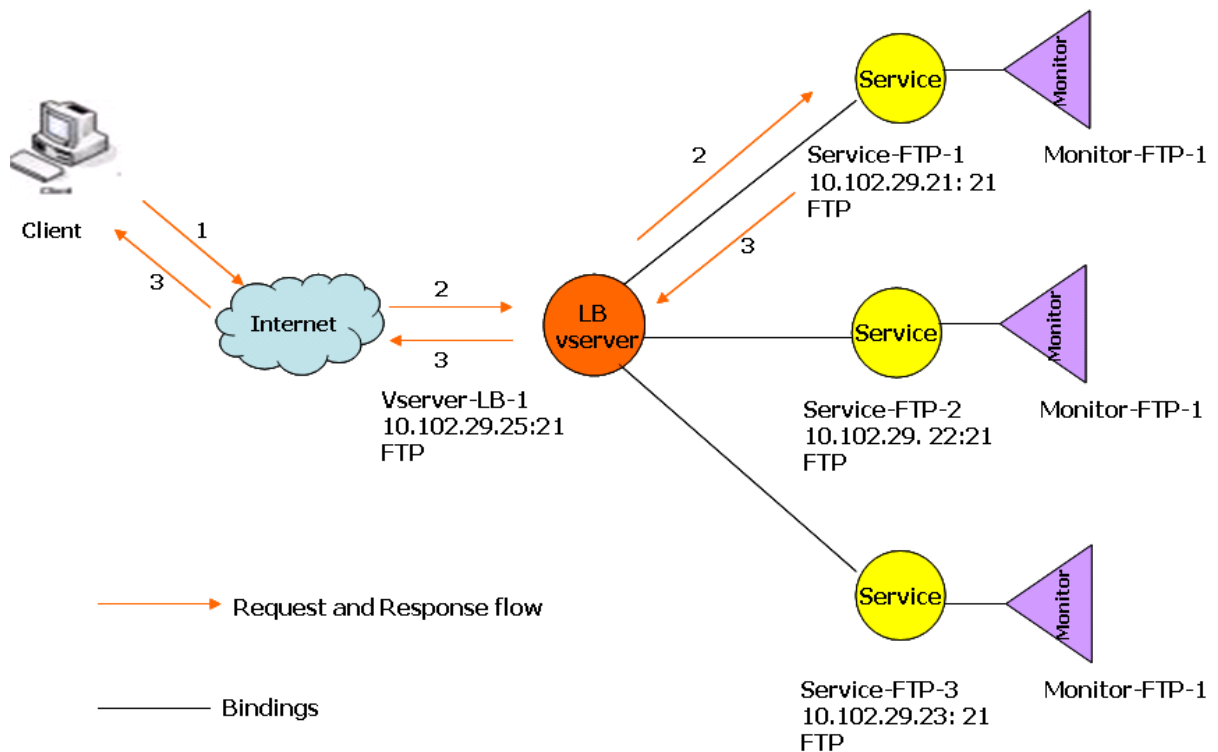 Service
Monitor
2
Service-FTP-1
10.102.29.21: 21
FTP
Monitor-FTP-1
Client
Client
1
3
3
2
Internet
LB
vserver
3
Service
Monitor
Vserver-LB-1
10.102.29.25:21
FTP
Service-FTP-2
10.102.29. 22:21
FTP
Monitor-FTP-1
Service
Monitor
Request and Response flow
Service-FTP-3
10.102.29.23: 21
FTP
Monitor-FTP-1
Bindings